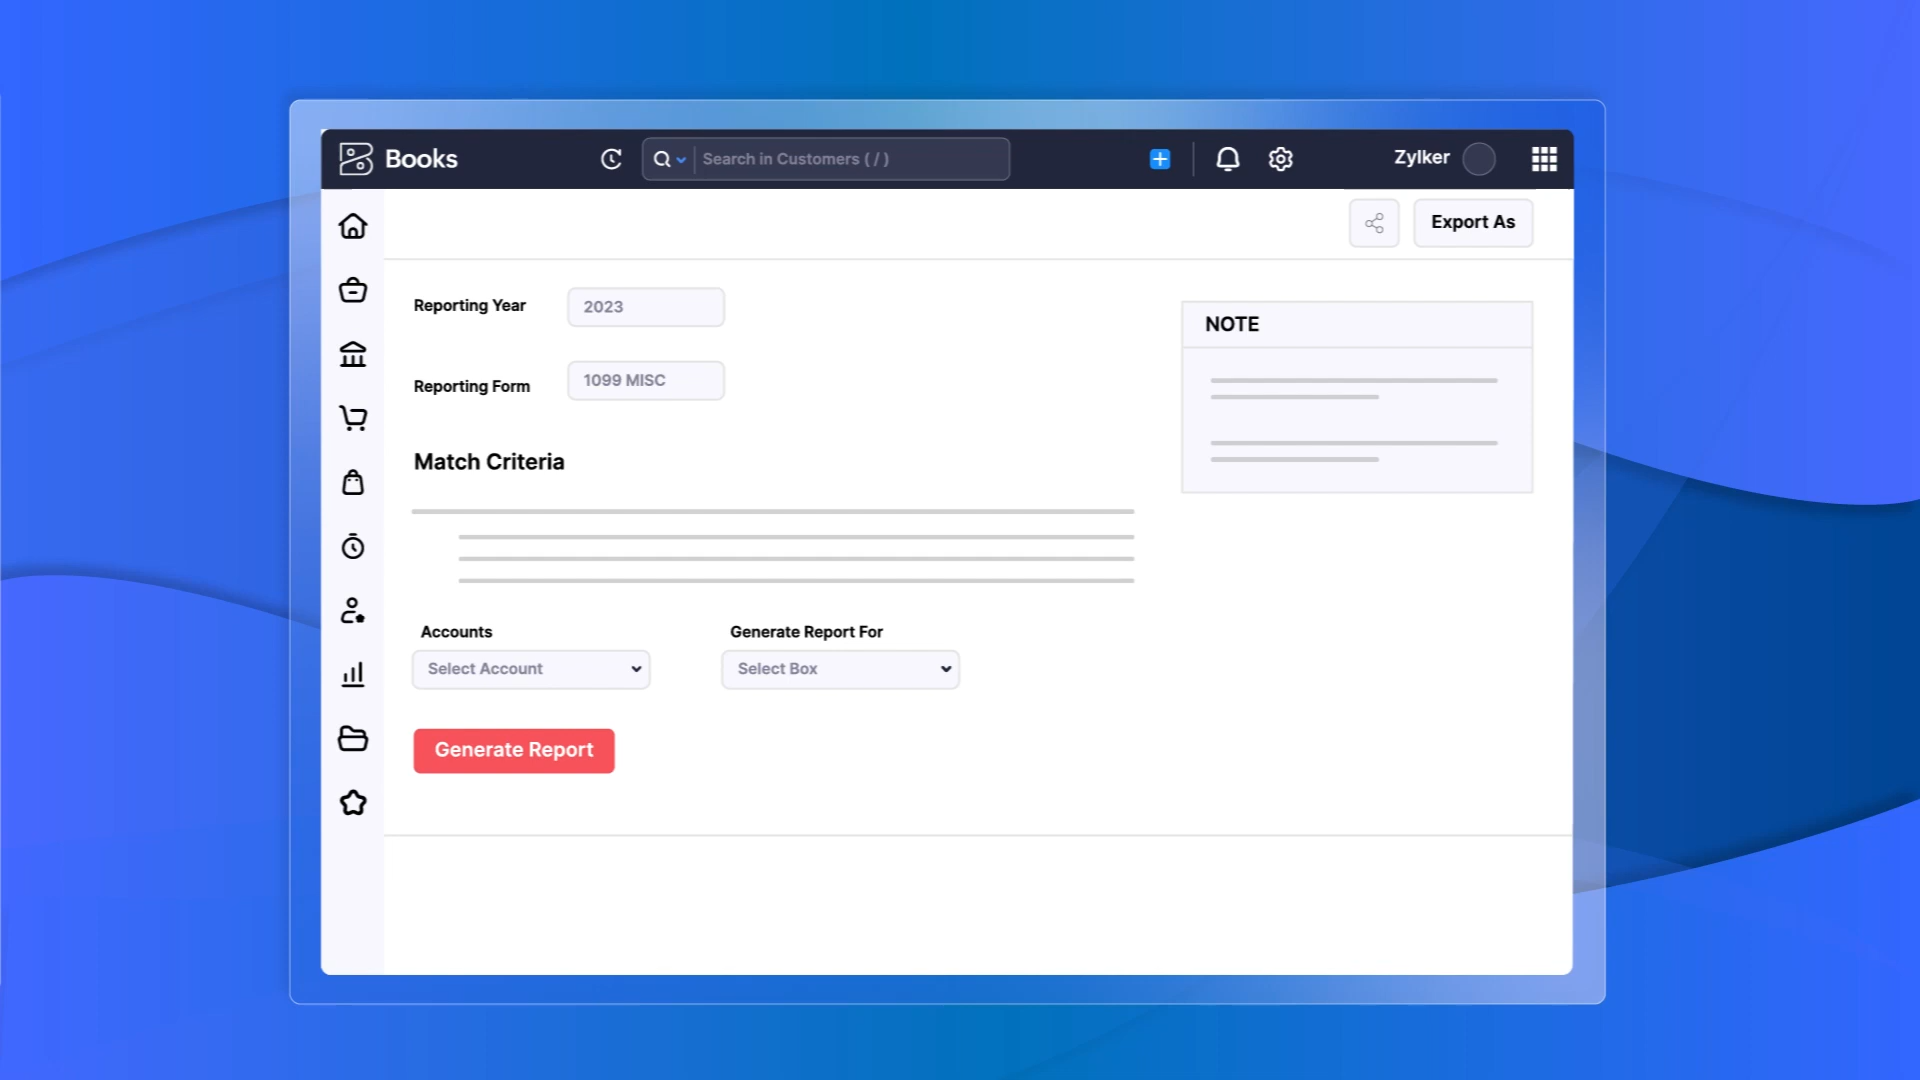 Books
Search in Customers ( / )
Zylker
Export As
Reporting Year
2023
NOTE
Reporting Form
1099 MISC
Match Criteria
Accounts
Generate Report For
Select Account
Select Box
Generate Report